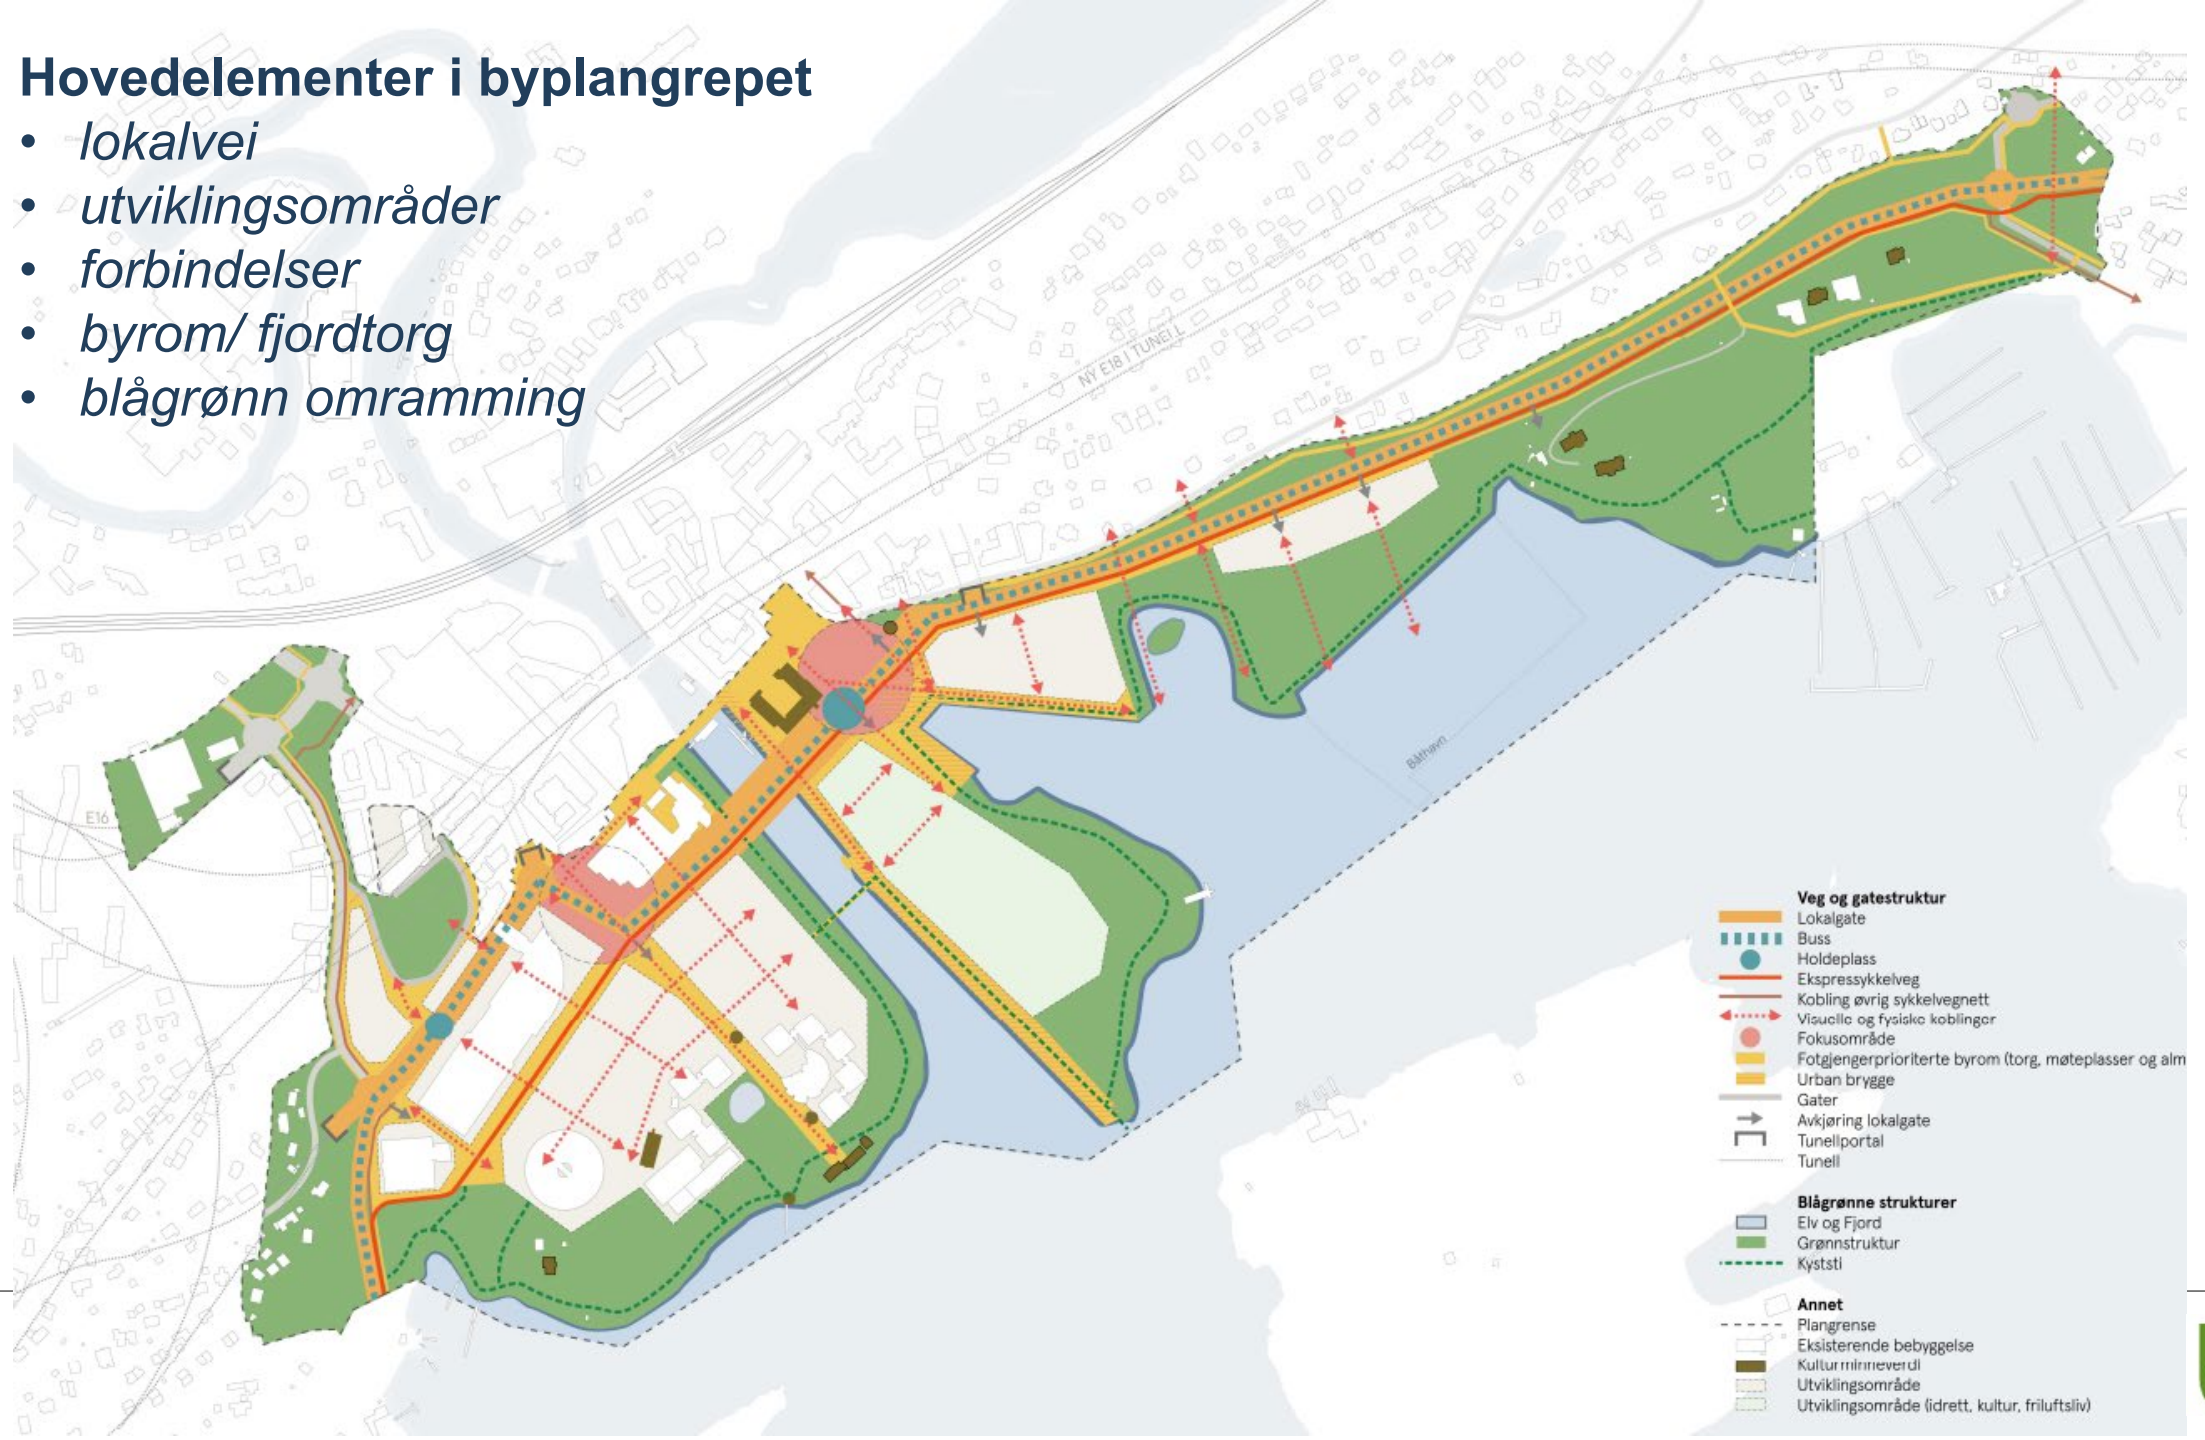 Hovedelementer i byplangrepet
• lokalvei
• utviklingsområder
• forbindelser
• byrom/ fjordtorg
• blågrønn omramming
NY E18 I TUNELL
Båthavn
E16
Veg og gatestruktur
Lokalgate
Buss
Holdeplass
Ekspressykkelveg
Kobling øvrig sykkelvegnett
Visuelle og fysiske koblinger
Fokusområde
Fotgjengerprioriterte byrom (torg, møteplasser og alm
Urban brygge
Gater
Avkjøring lokalgate
Tunellportal
Tunell
Blågrønne strukturer
Elv og Fjord
Grønnstruktur
Kyststi
Annet
Plangrense
Eksisterende bebyggelse
Kulturminneverdi
Utviklingsområde
Utviklingsområde (idrett, kultur, friluftsliv)